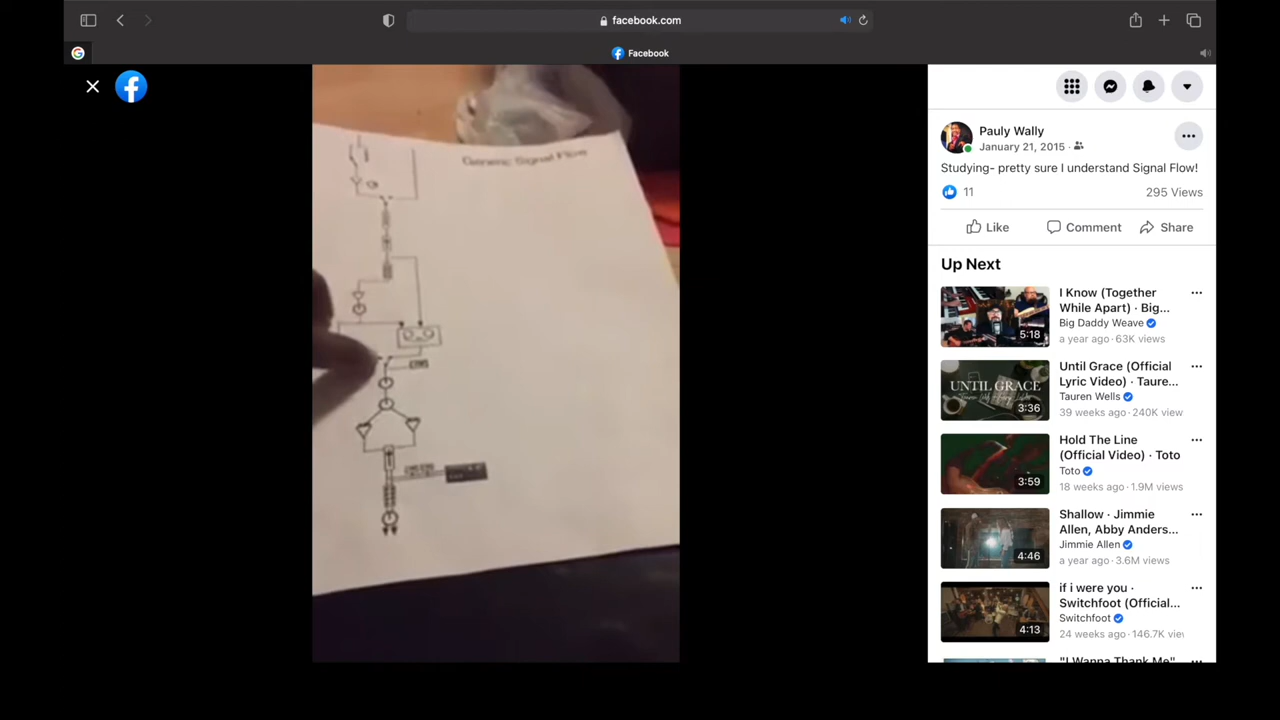 facebook.com
Facebook
Generic Signal Flow
Pauly Wally
January 21, 2015 ·
Studying- pretty sure I understand Signal Flow!
11
295 Views
Like
Comment
Share
Up Next
I Know (Together
While Apart) · Big...
Big Daddy Weave
a year ago · 63K Views
5:18
Until Grace (Official
Lyric Video) · Taure...
Tauren Wells
39 weeks ago · 240K view
UNTIL GRACE
3:36
Hold The Line
(Official Video) · Toto
Toto
18 weeks ago · 1.9M Views
3:59
Shallow · Jimmie
Allen, Abby Anders...
Jimmie Allen
a year ago · 3.6M views
4:46
if i were you ·
Switchfoot (Official...
Switchfoot
24 weeks ago · 146.7K vie
4:13
"I Wanna Thank Me"